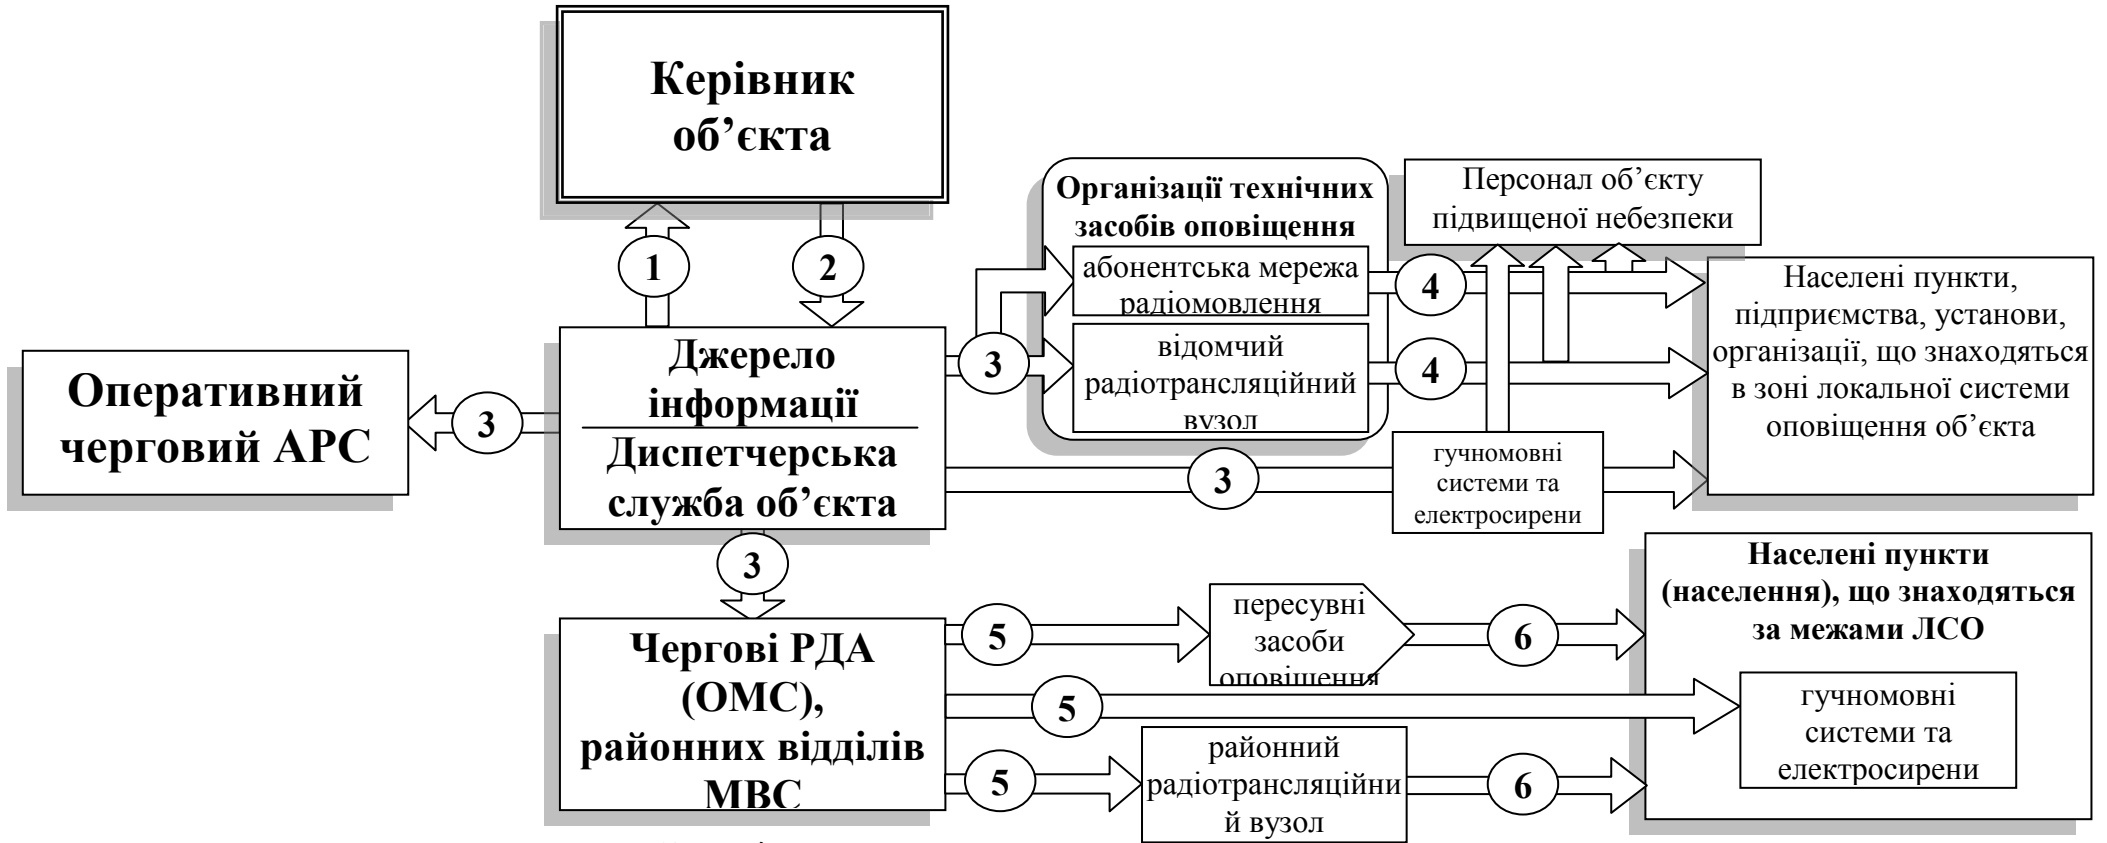 Керівник
об’єкта
1
2
Організації технічних
засобів оповіщення
абонентська мережа
радіомовлення
відомчий
радіотрансляційний
вузол
Персонал об’єкту
підвищеної небезпеки
4
4
Населені пункти,
підприємства, установи,
організації, що знаходяться
в зоні локальної системи
оповіщення об’єкта
Оперативний
черговий АРС
3
Джерело
інформації
Диспетчерська
служба об’єкта
3
3
гучномовні
системи та
електросирени
3
Чергові РДА
(ОМС),
районних відділів
МВС
5
пересувні
засоби
оповіщення
6
5
5
районний
радіотрансляційни
й вузол
6
Населені пункти
(населення), що знаходяться
за межами ЛСО
гучномовні
системи та
електросирени